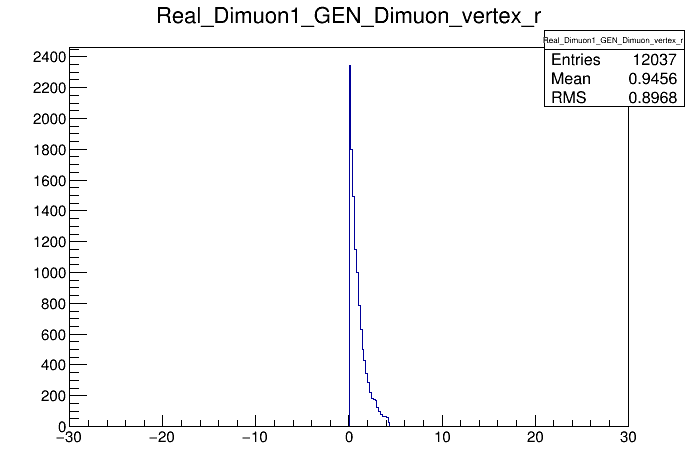 Real_Dimuon1_GEN_Dimuon_vertex_r
Real_Dimuon1_GEN_Dimuon_vertex_r
Entries 12037
Mean 0.9456
RMS 0.8968
2400
2200
2000
1800
1600
1400
1200
1000
800
600
400
200
0
−30 −20 −10 0 10 20 30